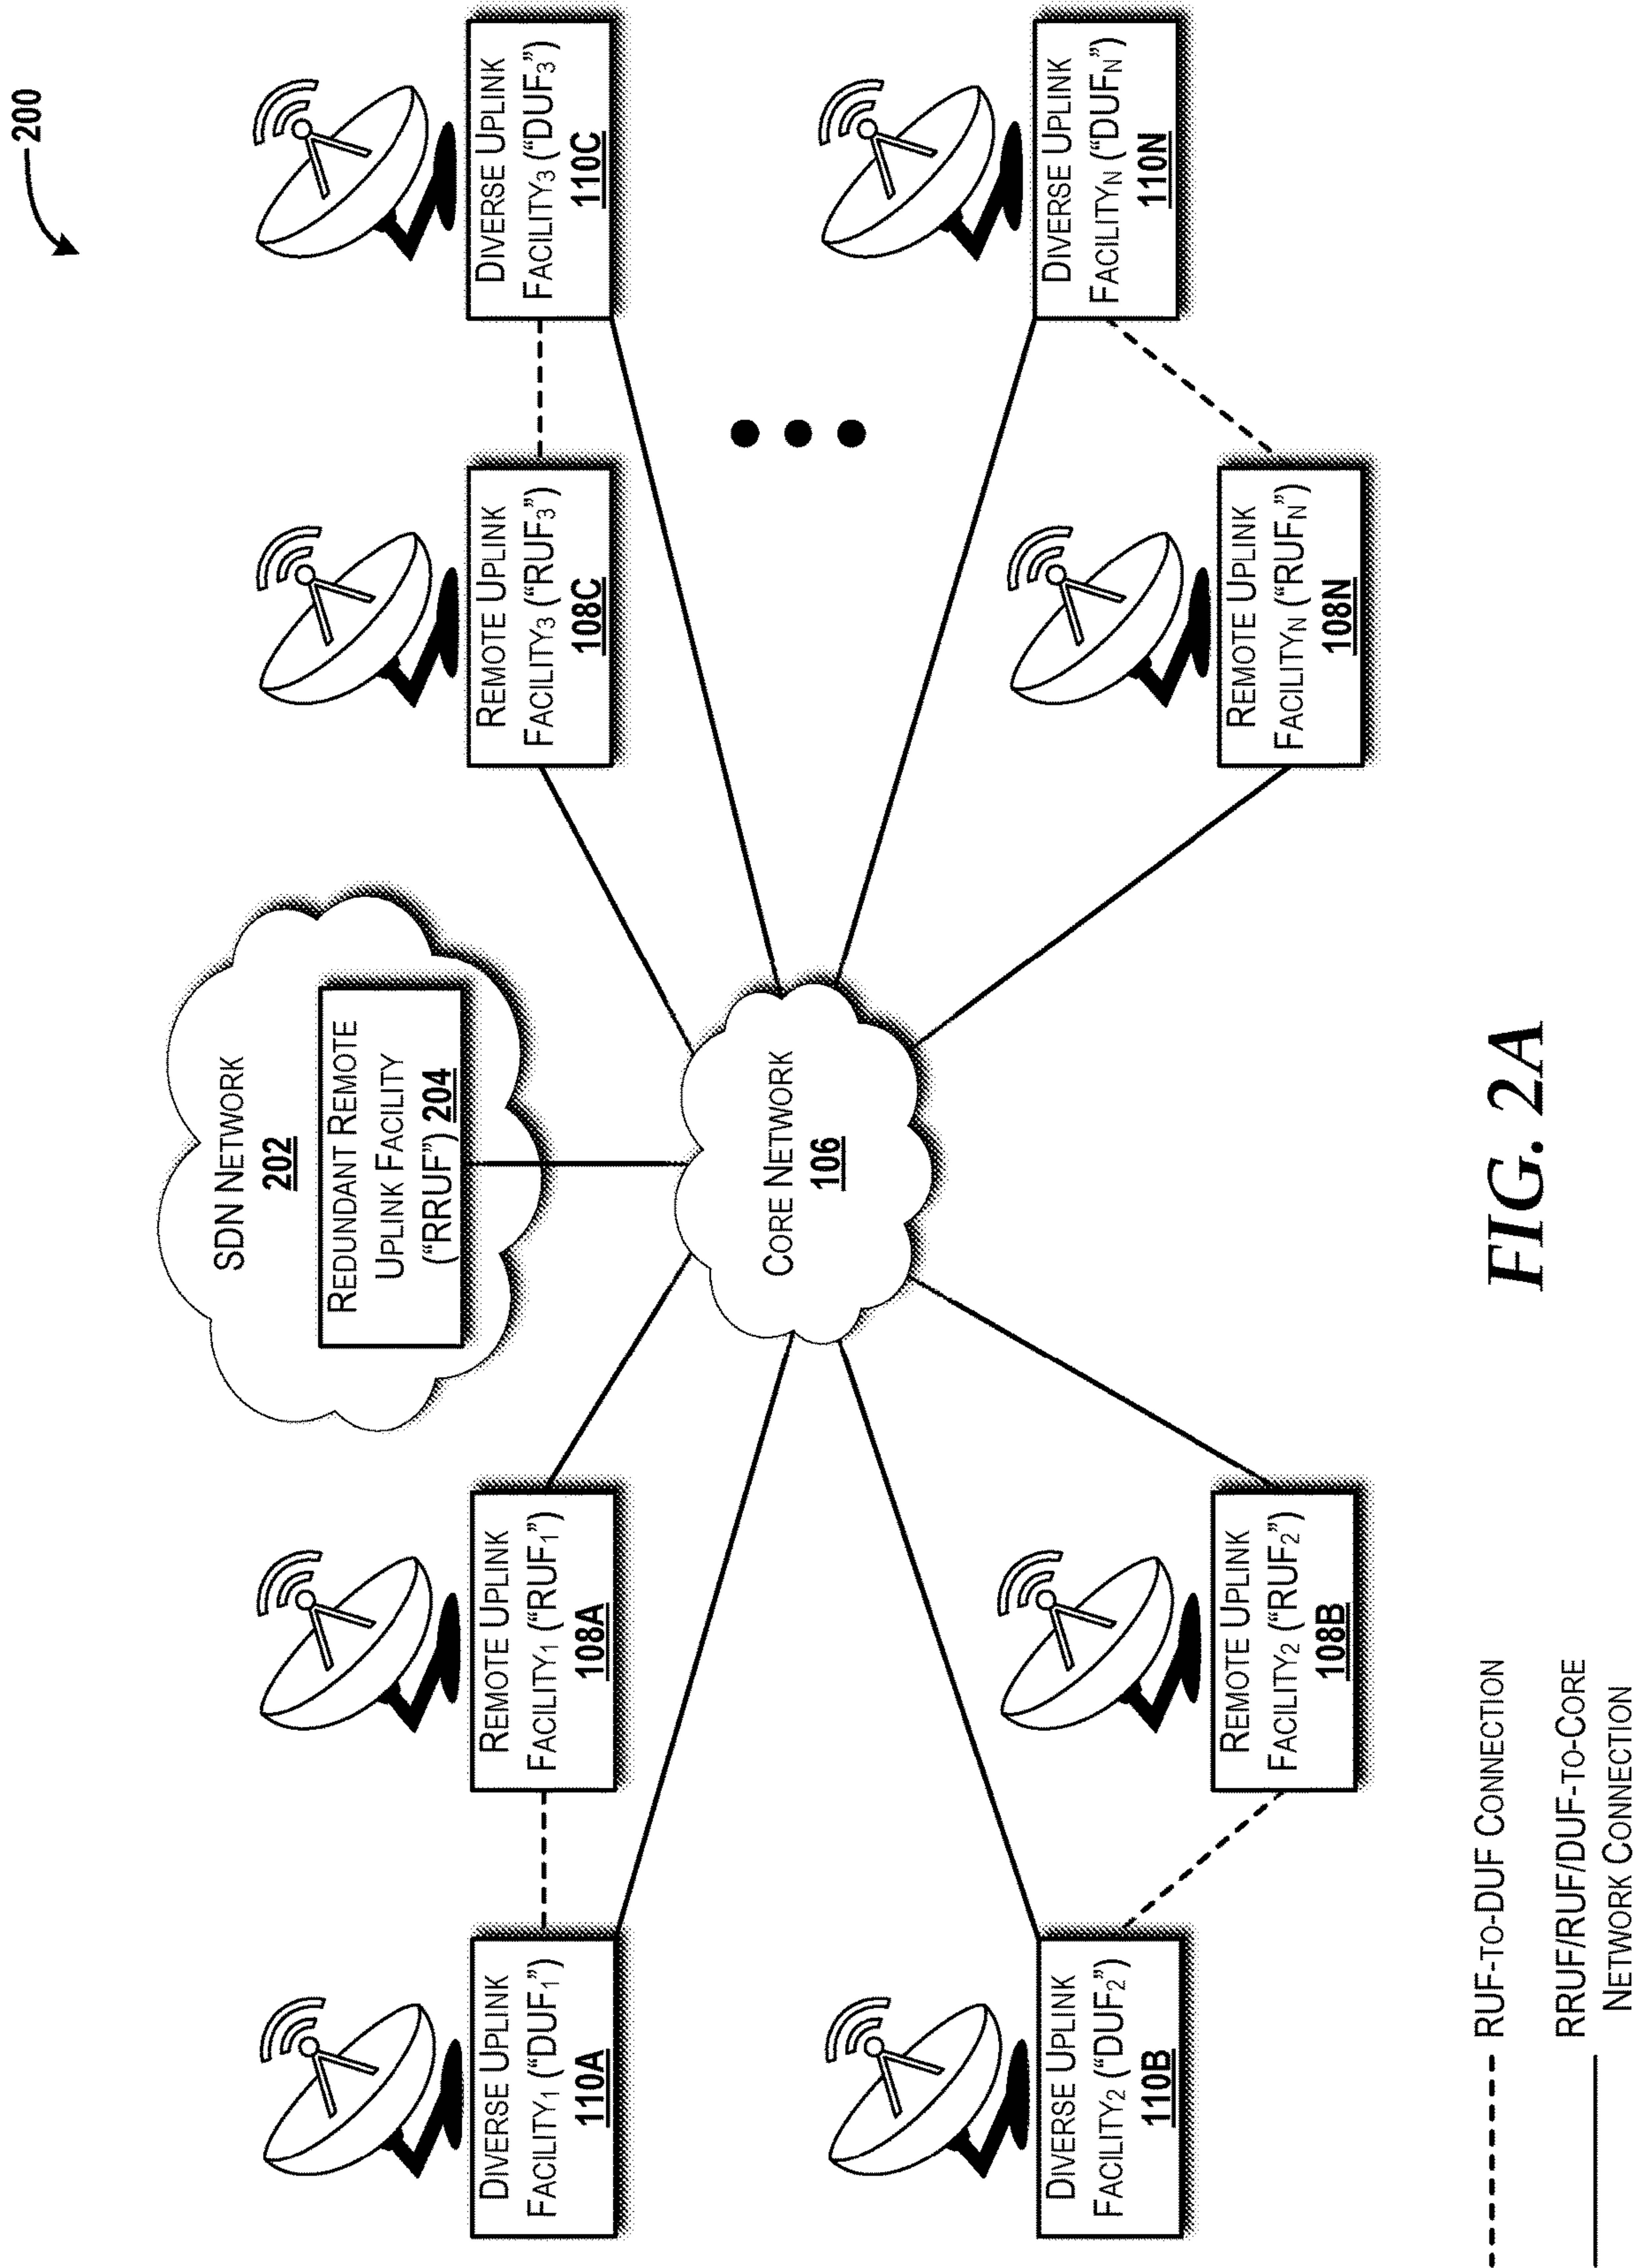 200
SDN NETWORK
202
REDUNDANT REMOTE
UPLINK FACILITY
("RRUF") 204
DIVERSE UPLINK
FACILITY₁ ("DUF₁")
110A
REMOTE UPLINK
FACILITY₁ ("RUF₁")
108A
REMOTE UPLINK
FACILITY₃ ("RUF₃")
108C
DIVERSE UPLINK
FACILITY₃ ("DUF₃")
110C
CORE NETWORK
106
DIVERSE UPLINK
FACILITY₂ ("DUF₂")
110B
REMOTE UPLINK
FACILITY₂ ("RUF₂")
108B
REMOTE UPLINK
FACILITYN ("RUFN")
108N
DIVERSE UPLINK
FACILITYN ("DUFN")
110N
RUF-TO-DUF CONNECTION
RRUF/RUF/DUF-TO-CORE
NETWORK CONNECTION
FIG. 2A